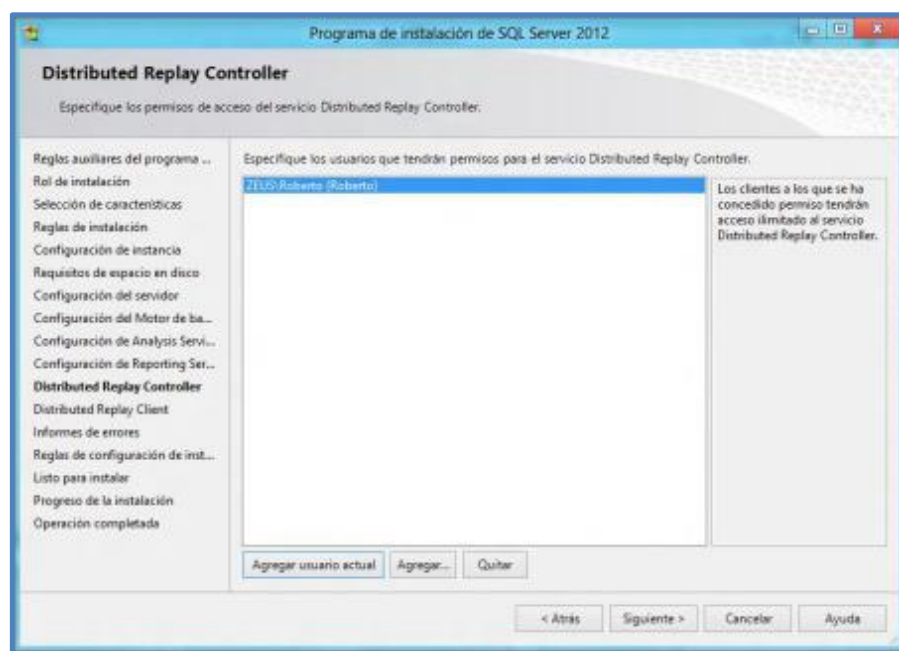 Programa de instalación de SQL Server 2012
Distributed Replay Controller
Especifique los permisos de acceso del servicio Distributed Replay Controller.
Reglas auxiliares del programa ...
Rol de instalación
Selección de características
Reglas de instalación
Configuración de instancia
Requisitos de espacio en disco
Configuración del servidor
Configuración del Motor de ba...
Configuración de Analysis Servi...
Configuración de Reporting Ser...
Distributed Replay Controller
Distributed Replay Client
Informes de errores
Reglas de configuración de inst...
Listo para instalar
Progreso de la instalación
Operación completada
Especifique los usuarios que tendrán permisos para el servicio Distributed Replay Controller.
ZEUS\Roberto (Roberto)
Los clientes a los que se ha
concedido permiso tendrán
acceso ilimitado al servicio
Distributed Replay Controller.
Agregar usuario actual
Agregar...
Quitar
< Atrás
Siguiente >
Cancelar
Ayuda